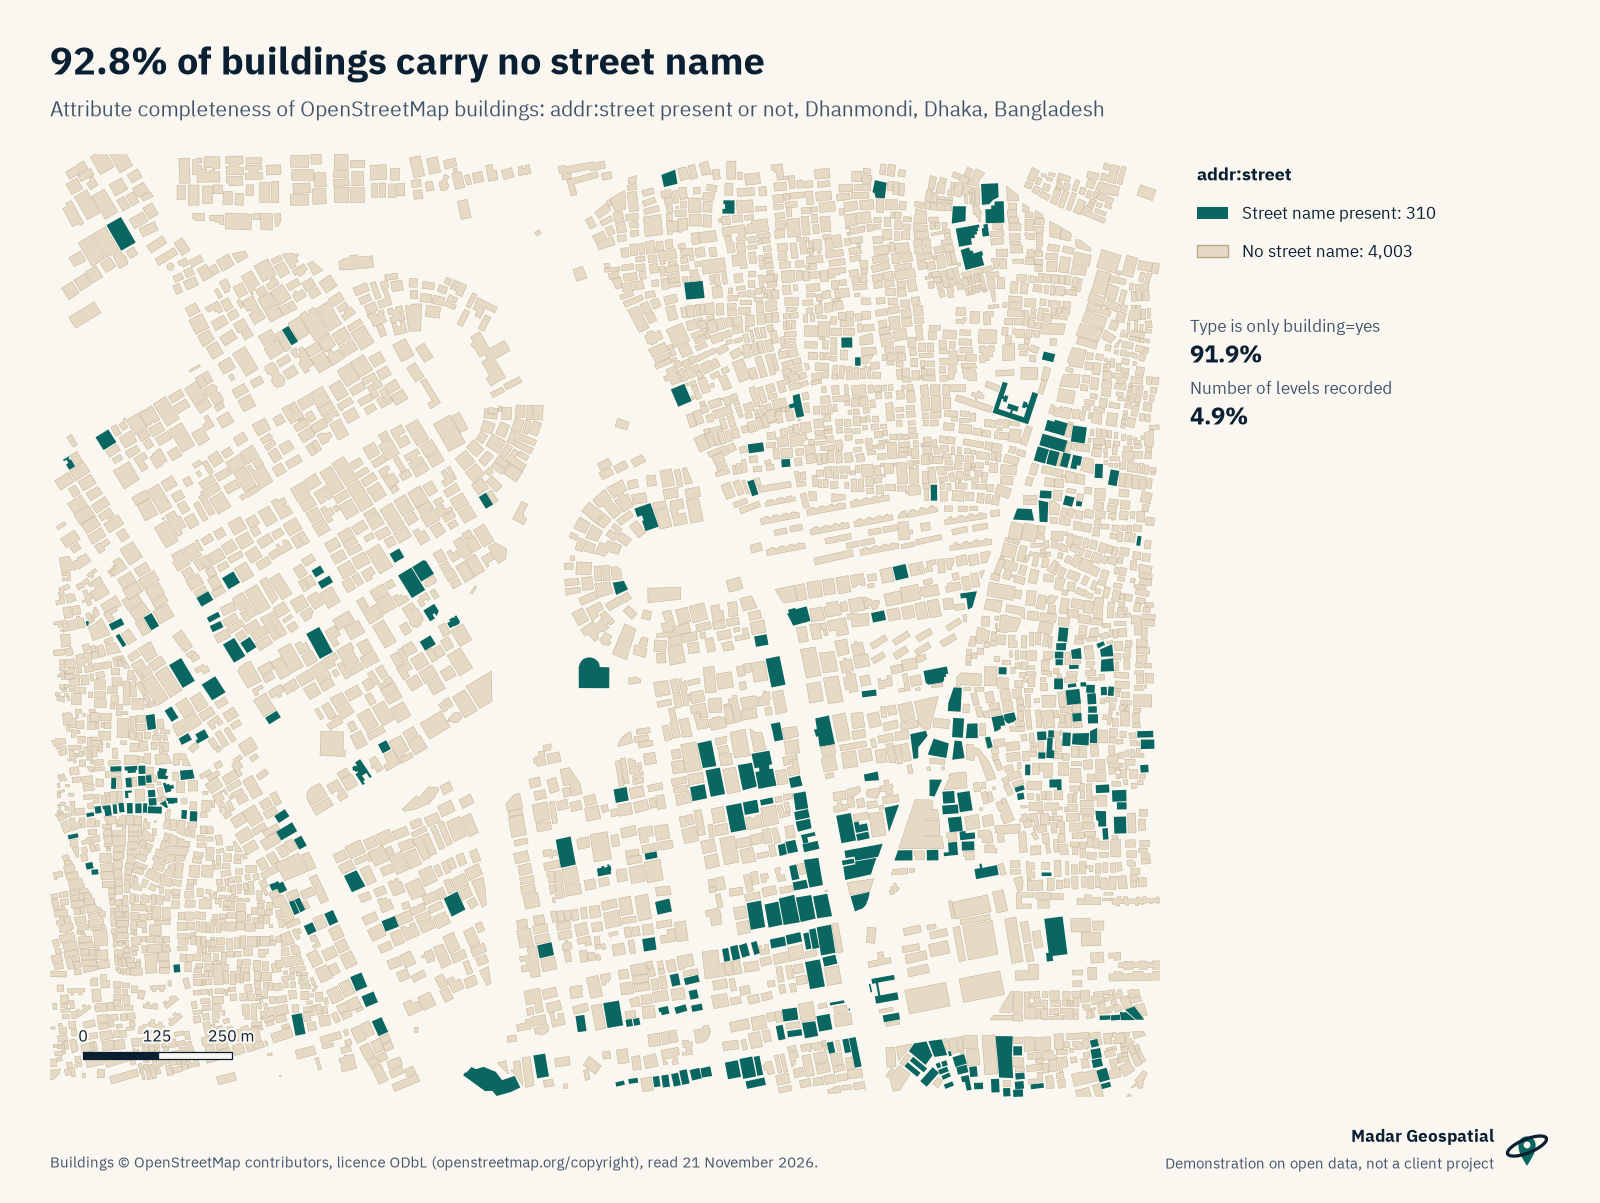 92.8% of buildings carry no street name
Attribute completeness of OpenStreetMap buildings: addr:street present or not, Dhanmondi, Dhaka, Bangladesh
addr:street
Street name present: 310
No street name: 4,003
Type is only building=yes
91.9%
Number of levels recorded
4.9%
0 125 250 m
Madar Geospatial
Buildings © OpenStreetMap contributors, licence ODbL (openstreetmap.org/copyright), read 21 November 2026.
Demonstration on open data, not a client project